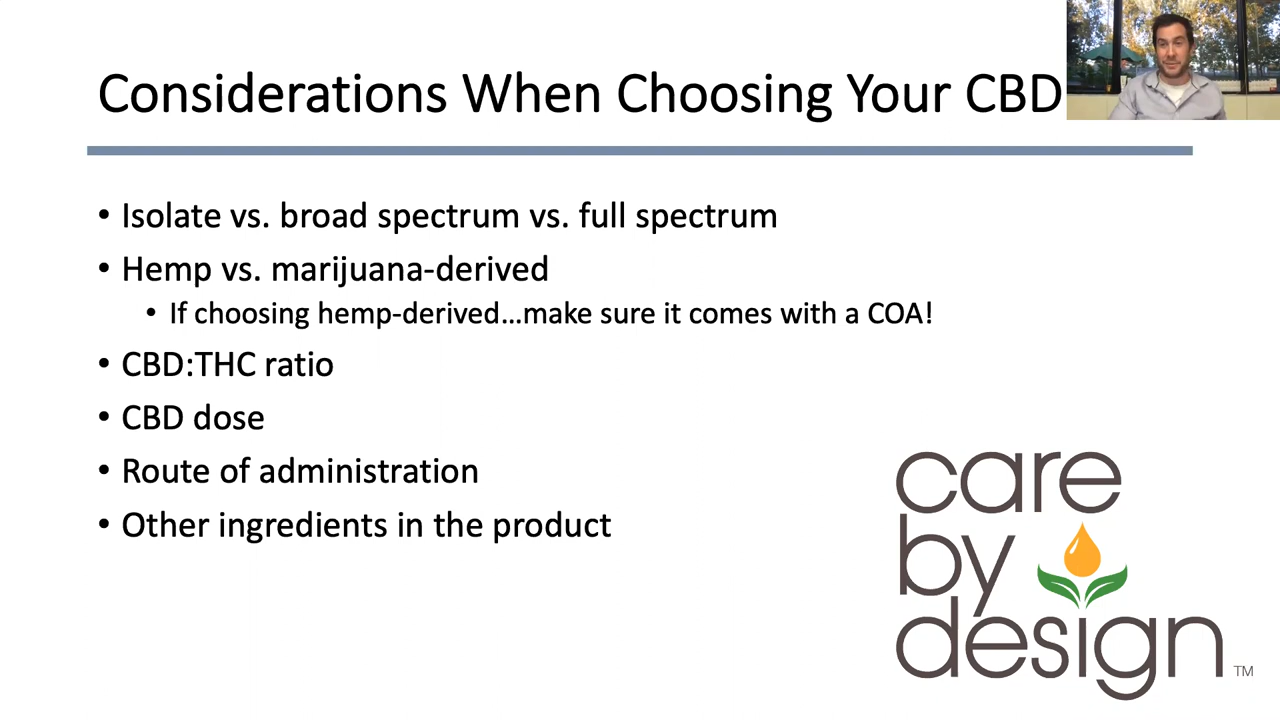 Considerations When Choosing Your CBD
• Isolate vs. broad spectrum vs. full spectrum
• Hemp vs. marijuana-derived
• If choosing hemp-derived...make sure it comes with a COA!
• CBD:THC ratio
• CBD dose
• Route of administration
• Other ingredients in the product
care
by
design
TM